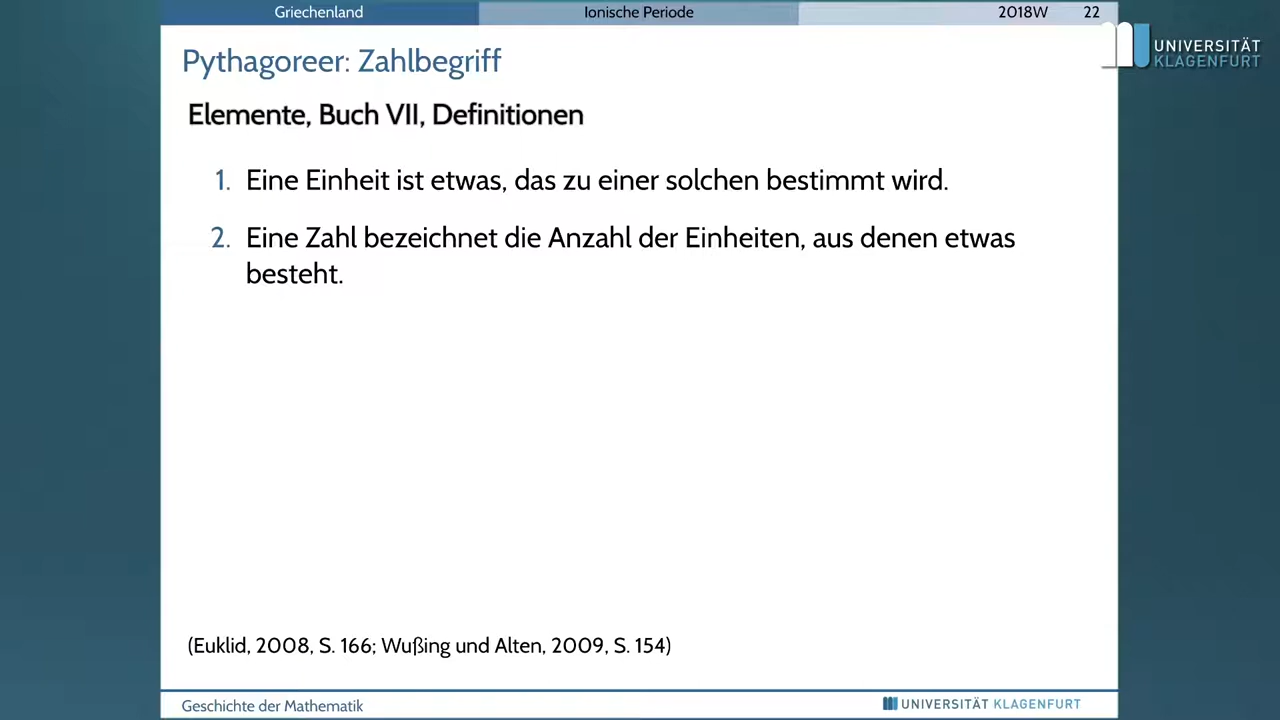 Griechenland Ionische Periode 2018W 22
UNIVERSITÄT
KLAGENFURT
Pythagoreer: Zahlbegriff
Elemente, Buch VII, Definitionen
1. Eine Einheit ist etwas, das zu einer solchen bestimmt wird.
2. Eine Zahl bezeichnet die Anzahl der Einheiten, aus denen etwas
besteht.
(Euklid, 2008, S. 166; Wußing und Alten, 2009, S. 154)
Geschichte der Mathematik UNIVERSITÄT KLAGENFURT